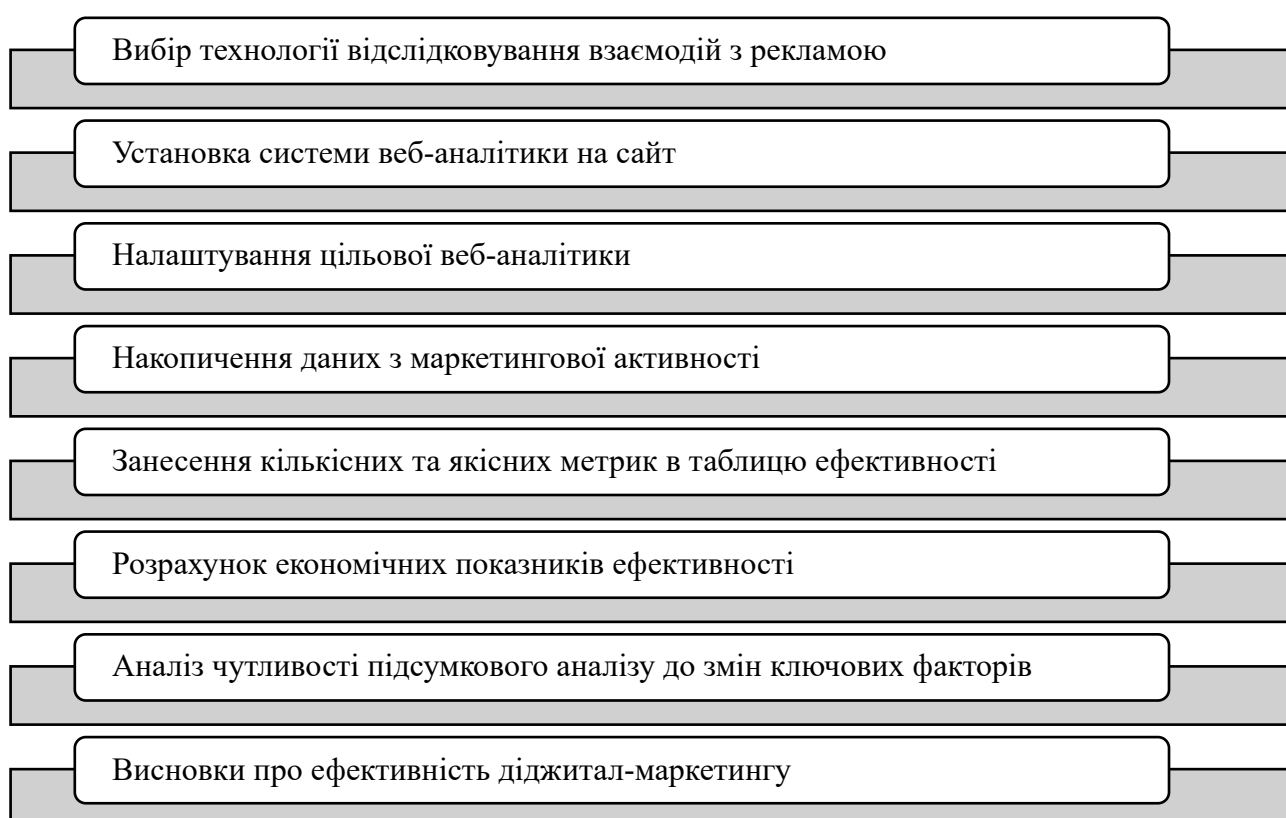 Вибір технології відслідковування взаємодій з рекламою
Установка системи веб-аналітики на сайт
Налаштування цільової веб-аналітики
Накопичення даних з маркетингової активності
Занесення кількісних та якісних метрик в таблицю ефективності
Розрахунок економічних показників ефективності
Аналіз чутливості підсумкового аналізу до змін ключових факторів
Висновки про ефективність діджитал-маркетингу